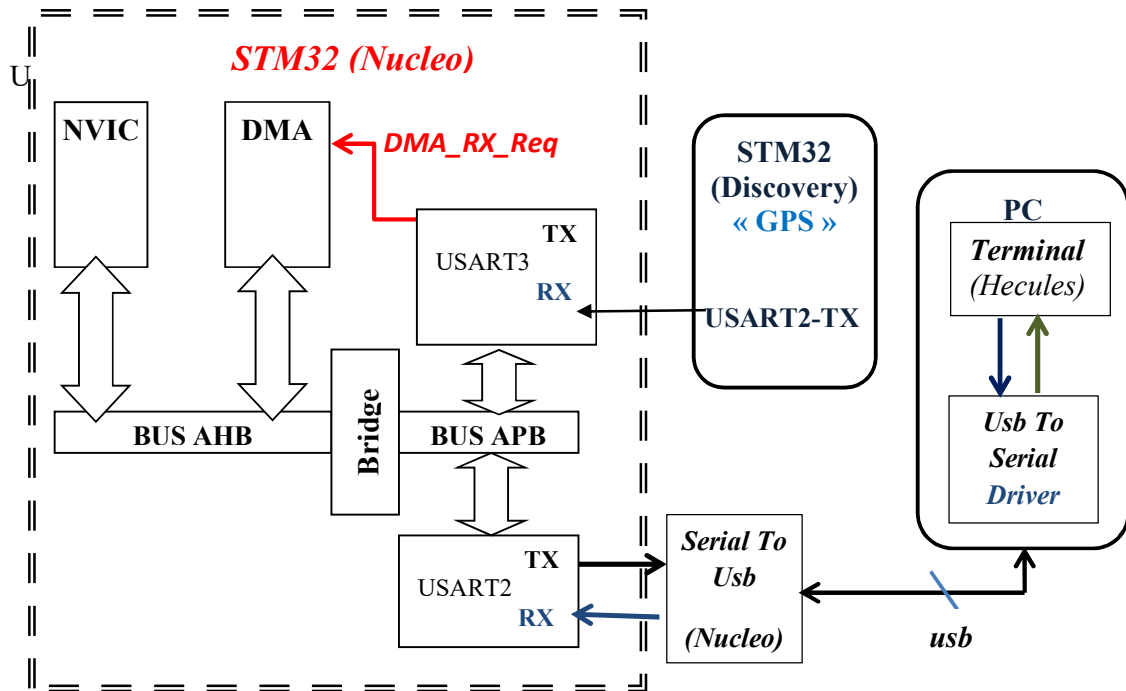 U
STM32 (Nucleo)
NVIC
DMA
DMA_RX_Req
TX
USART3
RX
STM32
(Discovery)
« GPS »
USART2-TX
PC
Terminal
(Hecules)
Usb To
Serial
Driver
BUS AHB
Bridge
BUS APB
TX
USART2
RX
Serial To
Usb
(Nucleo)
usb